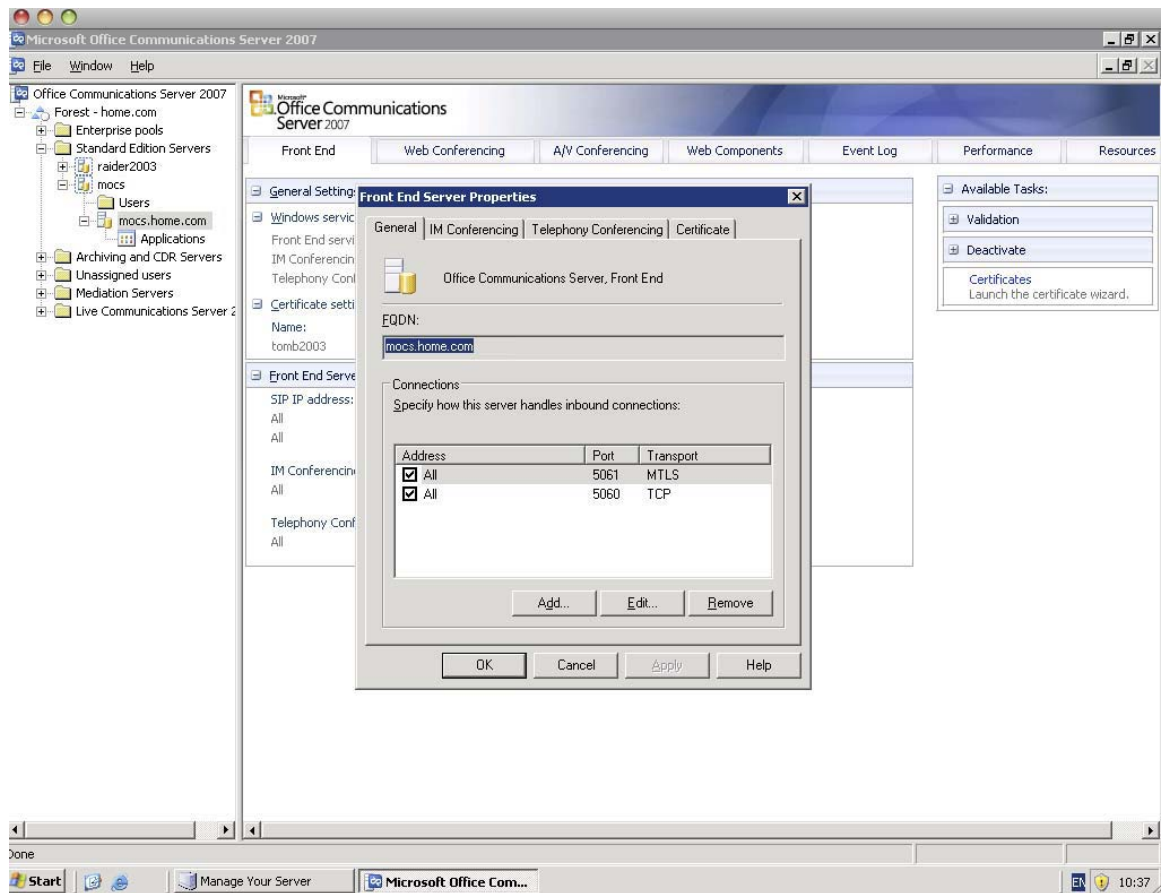 Microsoft Office Communications Server 2007
File Window Help
Office Communications Server 2007
Forest - home.com
Enterprise pools
Standard Edition Servers
raider2003
mocs
Users
mocs.home.com
Applications
Archiving and CDR Servers
Unassigned users
Mediation Servers
Live Communications Server 2
Microsoft
Office Communications
Server 2007
Front End Web Conferencing A/V Conferencing Web Components Event Log Performance Resources
General Setting
Windows servic
Front End servi
IM Conferencin
Telephony Conf
Certificate setti
Name:
tomb2003
Front End Serve
SIP IP address:
All
All
IM Conferencin
All
Telephony Conf
All
Front End Server Properties
General IM Conferencing Telephony Conferencing Certificate
Office Communications Server, Front End
FQDN:
mocs.home.com
Connections
Specify how this server handles inbound connections:
Address Port Transport
All 5061 MTLS
All 5060 TCP
Add... Edit... Remove
OK Cancel Apply Help
Available Tasks:
Validation
Deactivate
Certificates
Launch the certificate wizard.
Done
Start Manage Your Server Microsoft Office Com... EN 10:37